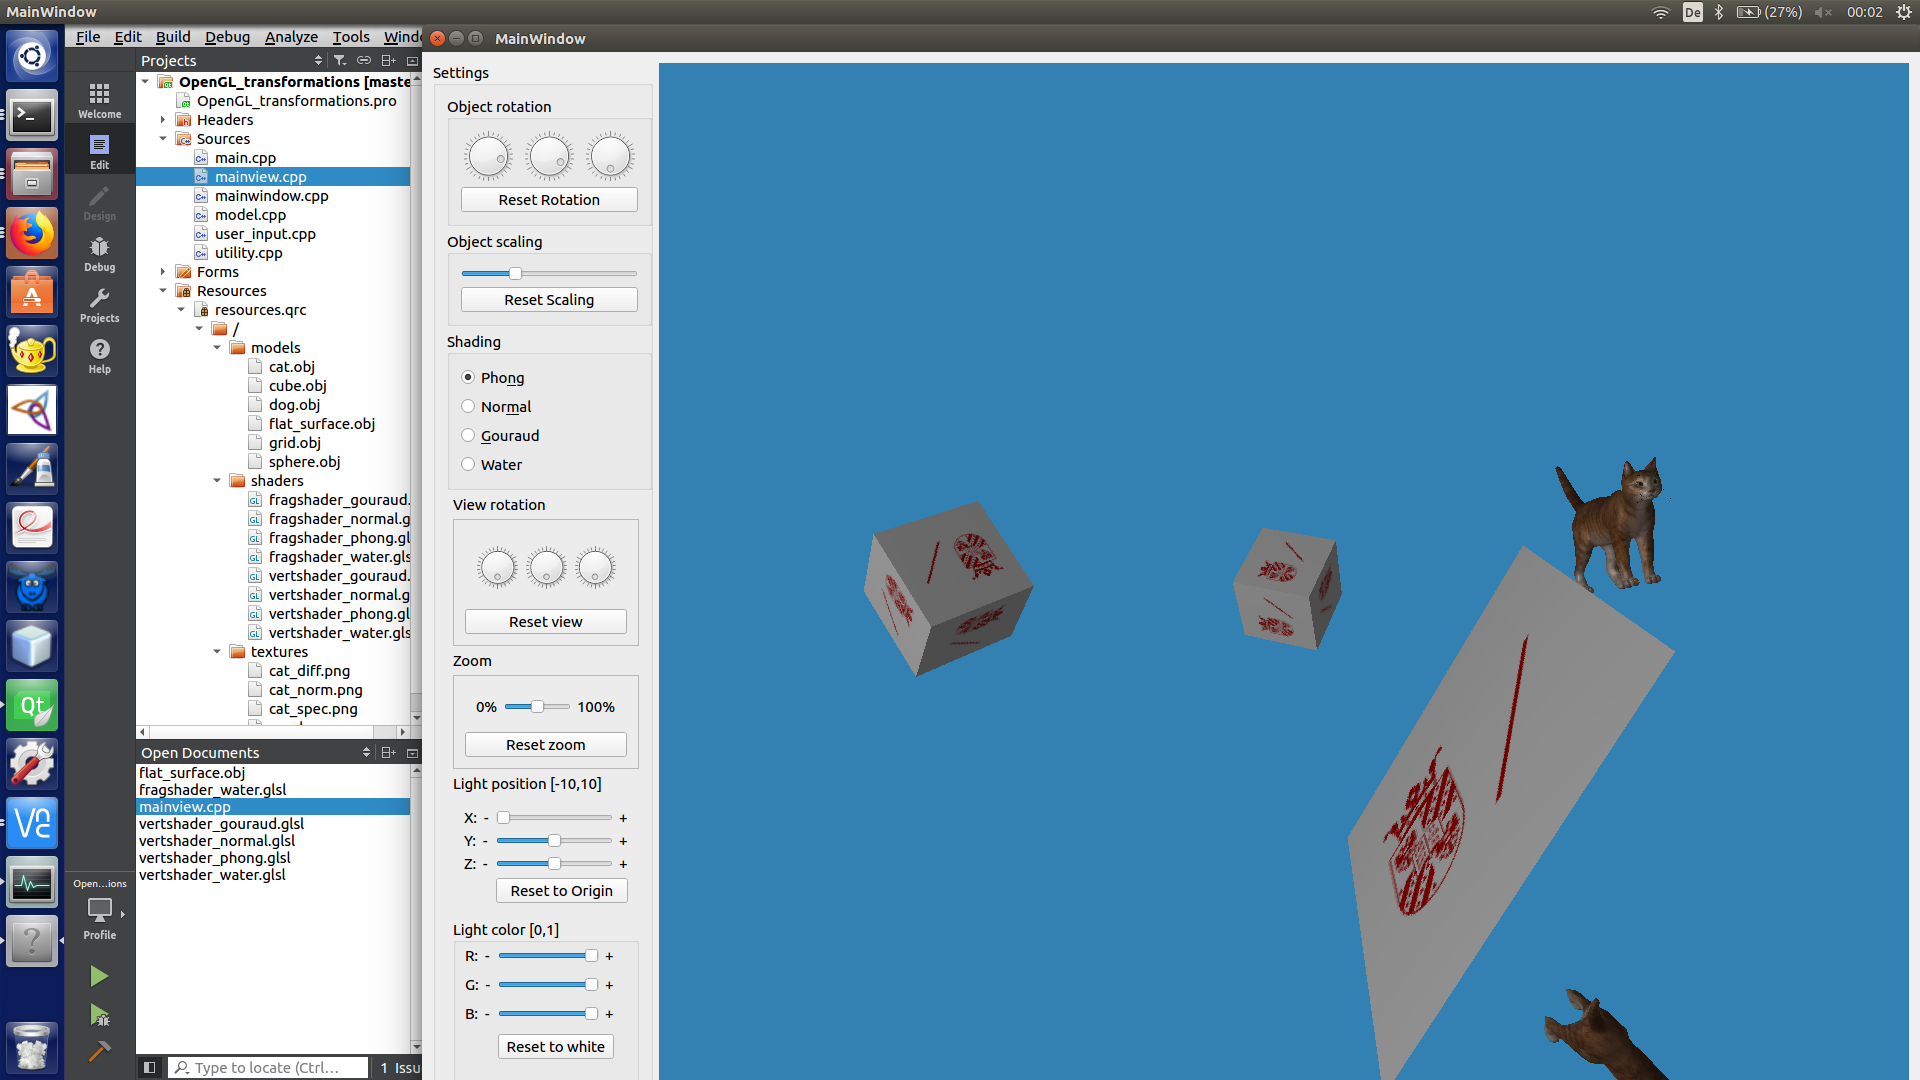 MainWindow
De
(27%)
00:02
File Edit Build Debug Analyze Tools Windo
MainWindow
Projects
Welcome
Edit
Design
Debug
Projects
Help
OpenGL_transformations [maste
OpenGL_transformations.pro
Headers
Sources
main.cpp
mainview.cpp
mainwindow.cpp
model.cpp
user_input.cpp
utility.cpp
Forms
Resources
resources.qrc
/
models
cat.obj
cube.obj
dog.obj
flat_surface.obj
grid.obj
sphere.obj
shaders
fragshader_gouraud.
fragshader_normal.g
fragshader_phong.gl
fragshader_water.gls
vertshader_gouraud.
vertshader_normal.g
vertshader_phong.gl
vertshader_water.gls
textures
cat_diff.png
cat_norm.png
cat_spec.png
Open Documents
flat_surface.obj
fragshader_water.glsl
mainview.cpp
vertshader_gouraud.glsl
vertshader_normal.glsl
vertshader_phong.glsl
vertshader_water.glsl
Open...ions
Profile
Type to locate (Ctrl...
1 Issu
Settings
Object rotation
Reset Rotation
Object scaling
Reset Scaling
Shading
Phong
Normal
Gouraud
Water
View rotation
Reset view
Zoom
0% 100%
Reset zoom
Light position [-10,10]
X: - +
Y: - +
Z: - +
Reset to Origin
Light color [0,1]
R: - +
G: - +
B: - +
Reset to white
Qt